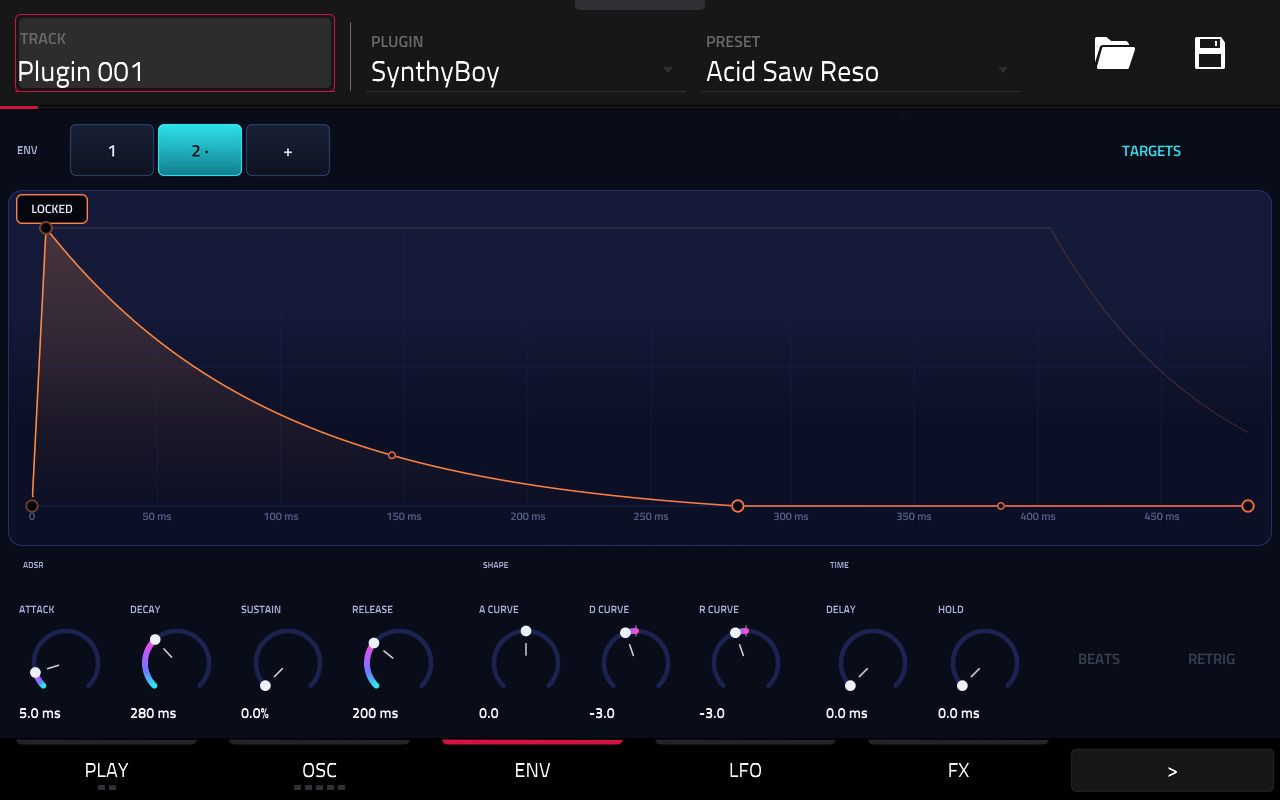 TRACK
Plugin 001
PLUGIN
SynthyBoy
PRESET
Acid Saw Reso
ENV
1
2 ·
+
TARGETS
LOCKED
0
50 ms
100 ms
150 ms
200 ms
250 ms
300 ms
350 ms
400 ms
450 ms
ADSR
SHAPE
TIME
ATTACK
DECAY
SUSTAIN
RELEASE
A CURVE
D CURVE
R CURVE
DELAY
HOLD
BEATS
RETRIG
5.0 ms
280 ms
0.0%
200 ms
0.0
-3.0
-3.0
0.0 ms
0.0 ms
PLAY
OSC
ENV
LFO
FX
>